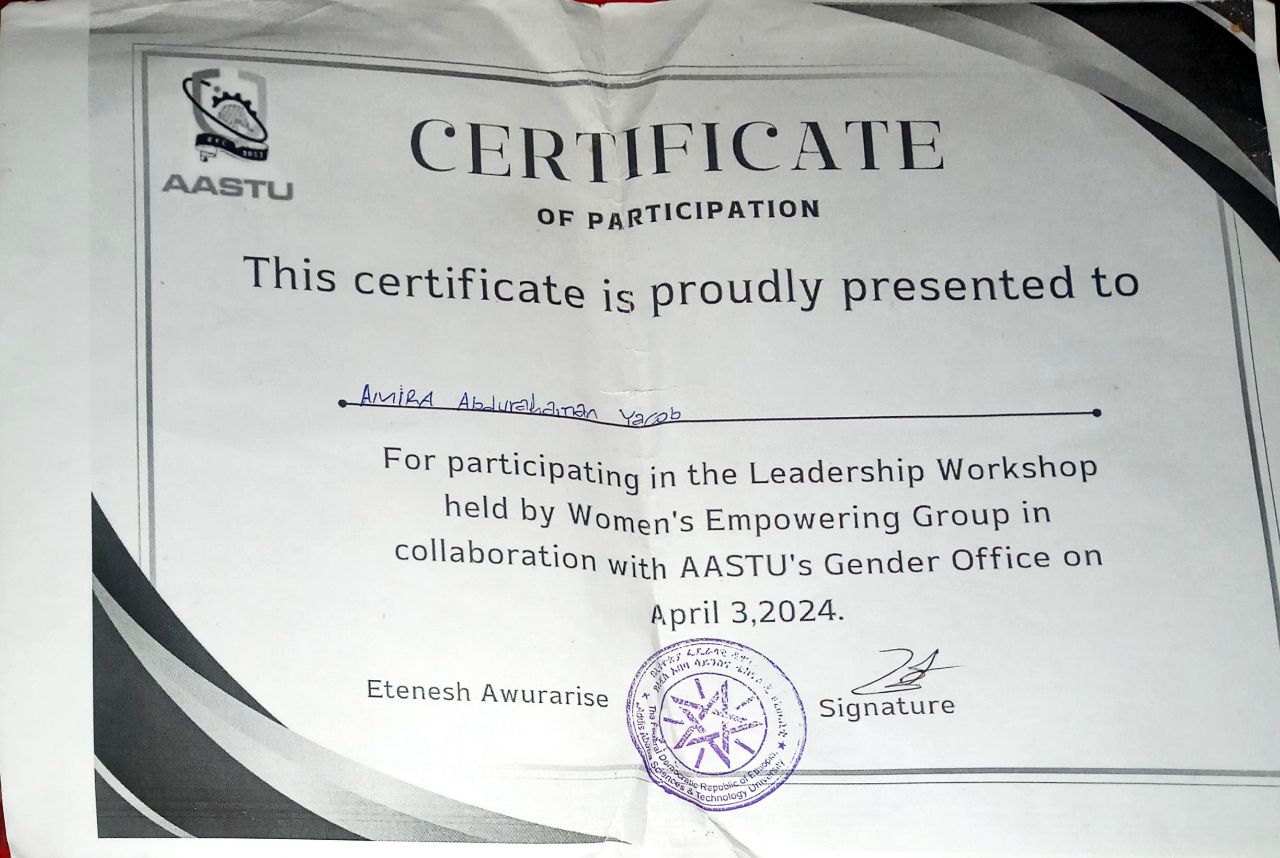 AASTU
CERTIFICATE
OF PARTICIPATION
This certificate is proudly presented to
AMIRA Abdurahaman Yacob
For participating in the Leadership Workshop
held by Women's Empowering Group in
collaboration with AASTU's Gender Office on
April 3,2024.
Etenesh Awurarise
Signature
The Federal Democratic Republic of Ethiopia
Addis Ababa Sciences & Technology University